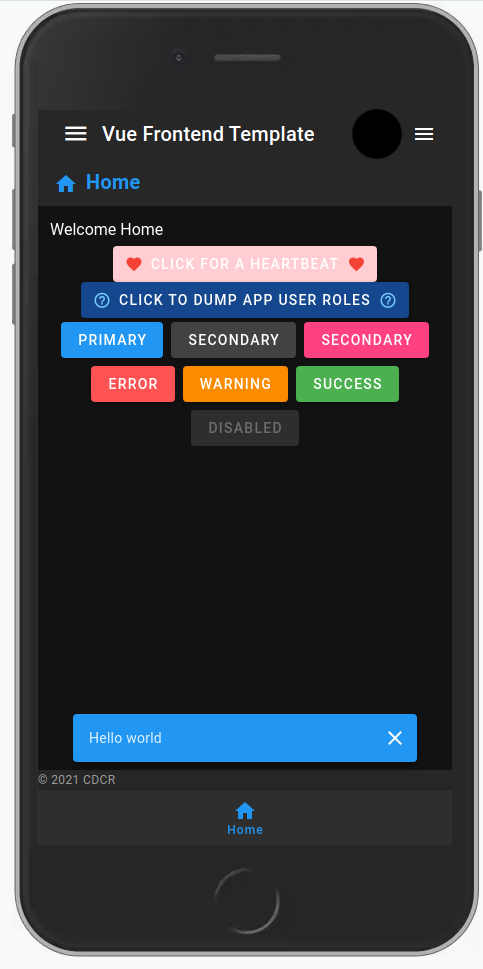 Vue Frontend Template
Home
Welcome Home
CLICK FOR A HEARTBEAT
CLICK TO DUMP APP USER ROLES
PRIMARY SECONDARY SECONDARY
ERROR WARNING SUCCESS
DISABLED
Hello world
© 2021 CDCR
Home